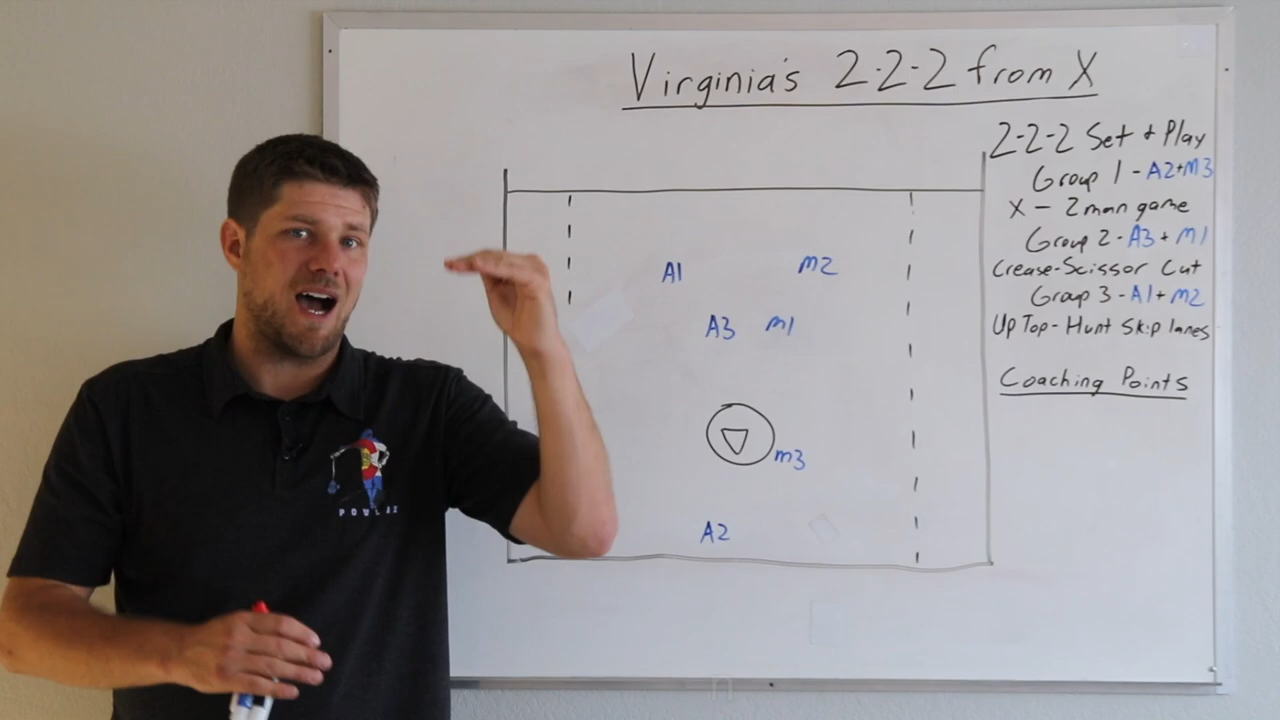 Virginia's 2-2-2 from X
2-2-2 Set + Play
Group 1 - A2+M3
X - 2 man game
Group 2 - A3 + M1
Crease-Scissor Cut
Group 3 - A1+M2
Up Top - Hunt Skip lanes
Coaching Points
A1 M2
A3 M1
M3
A2